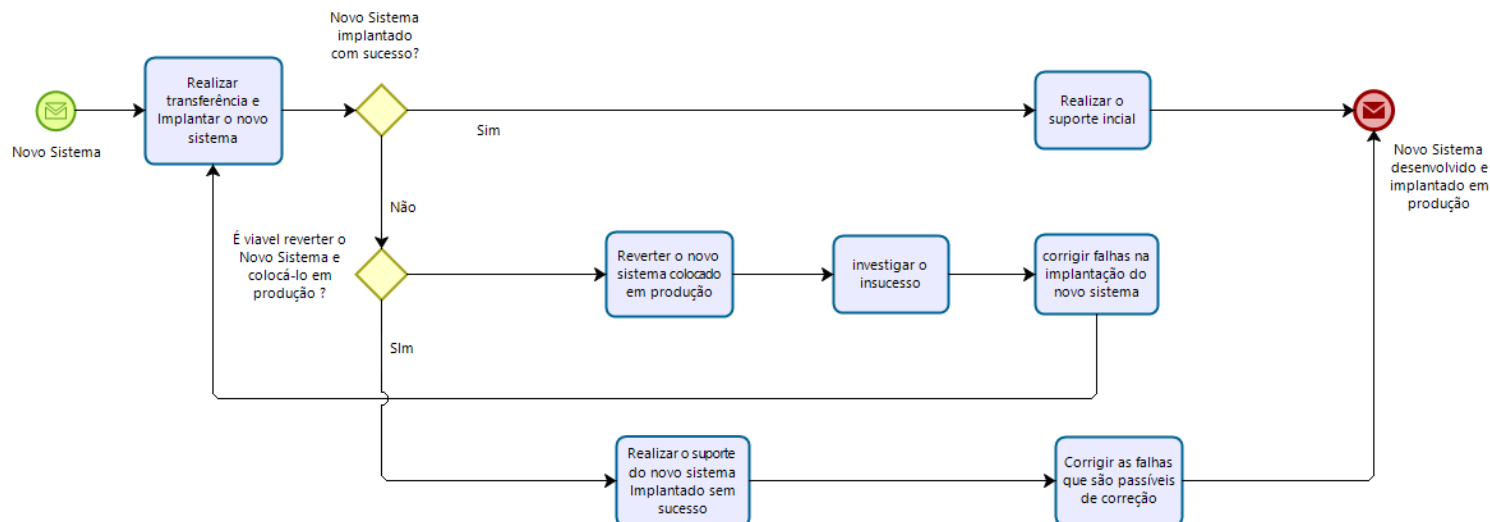 Novo Sistema
implantado
com sucesso?
Realizar
transferência e
Implantar o novo
sistema
Novo Sistema
Sim
Realizar o
suporte incial
Novo Sistema
desenvolvido e
implantado em
produção
Não
É viavel reverter o
Novo Sistema e
colocá-lo em
produção ?
Reverter o novo
sistema colocado
em produção
investigar o
insucesso
corrigir falhas na
implantação do
novo sistema
SIm
Realizar o suporte
do novo sistema
Implantado sem
sucesso
Corrigir as falhas
que são passíveis
de correção